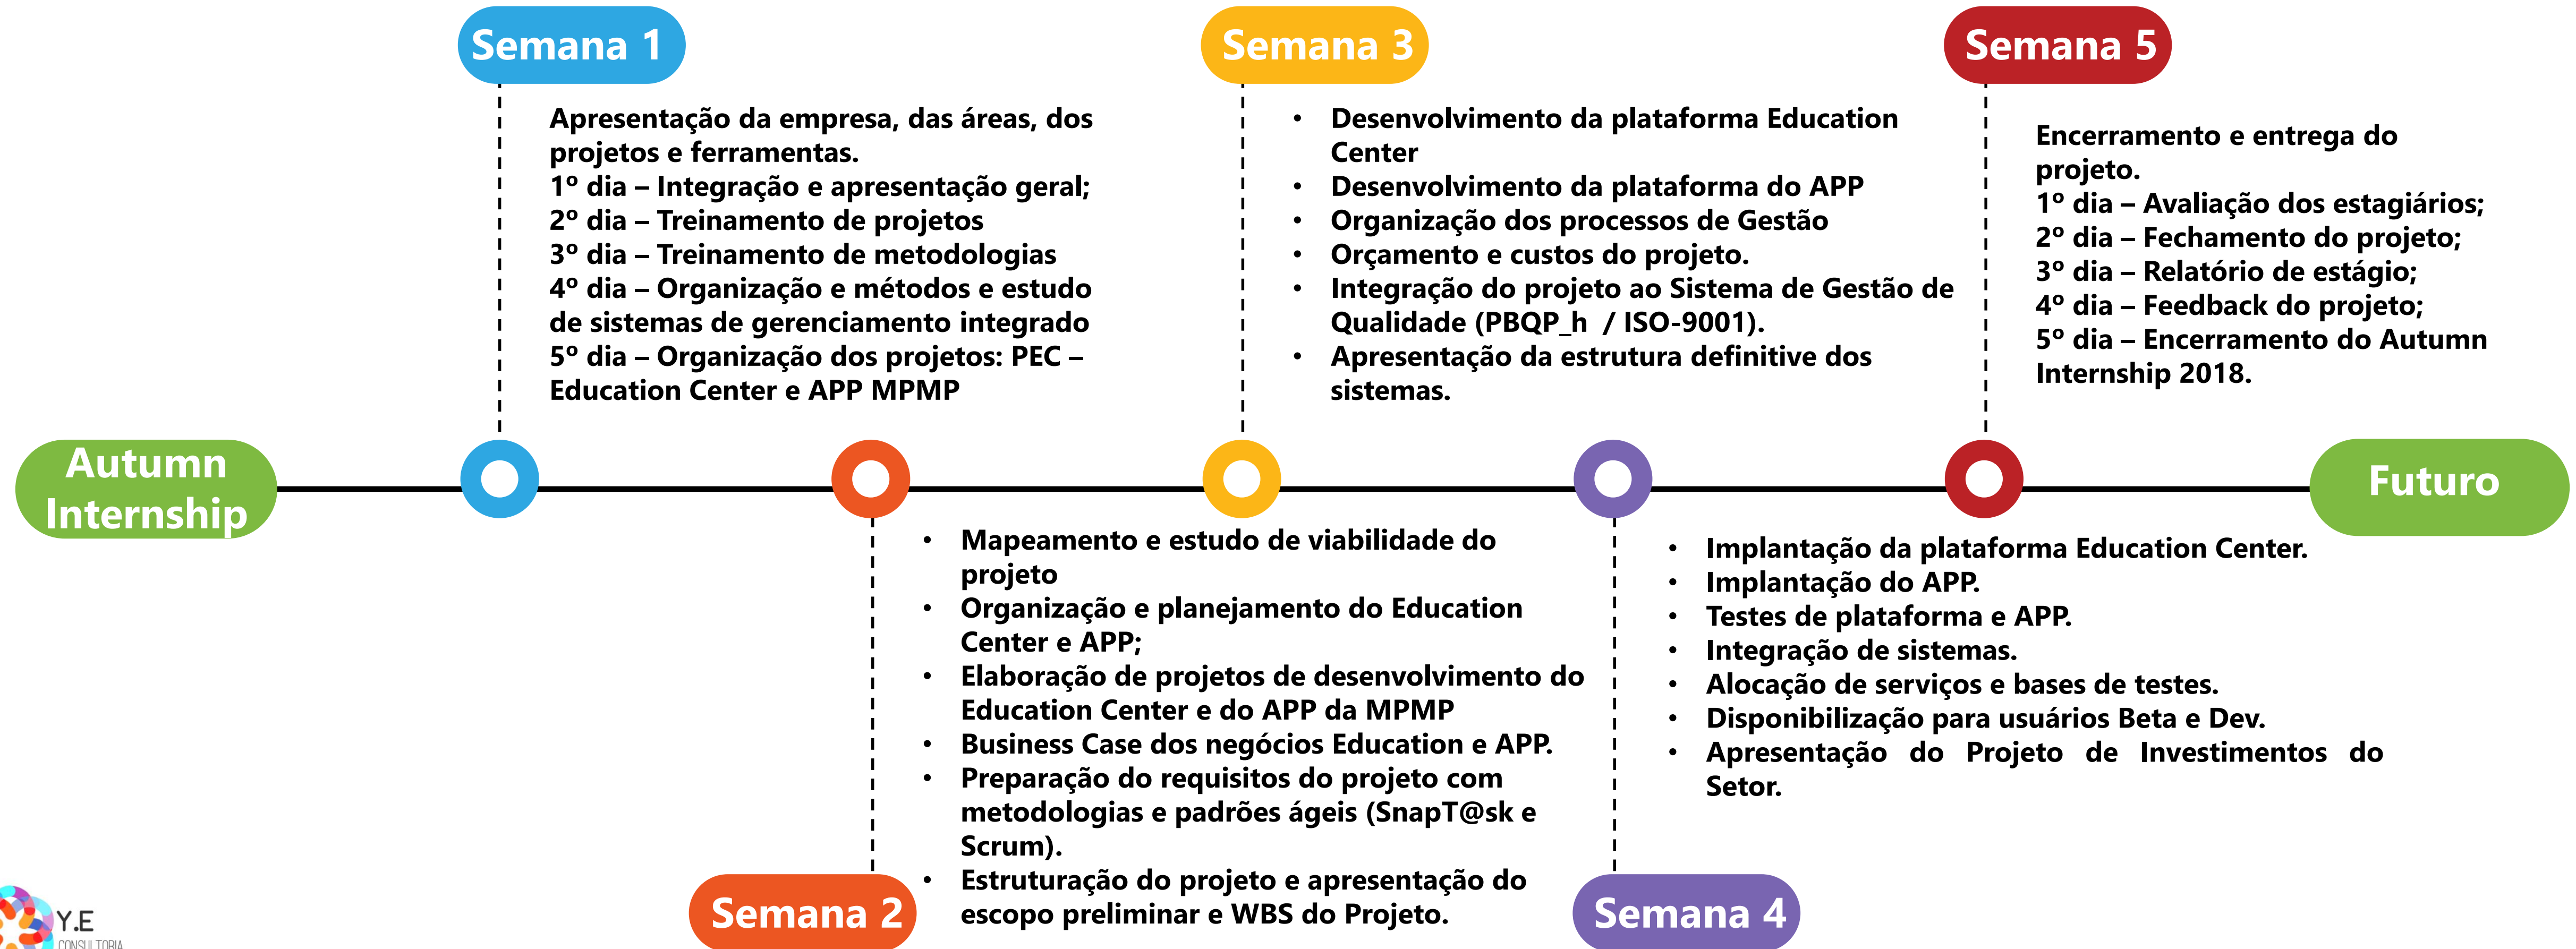 Semana 1
Apresentação da empresa, das áreas, dos
projetos e ferramentas.
1º dia – Integração e apresentação geral;
2º dia – Treinamento de projetos
3º dia – Treinamento de metodologias
4º dia – Organização e métodos e estudo
de sistemas de gerenciamento integrado
5º dia – Organização dos projetos: PEC –
Education Center e APP MPMP
Semana 3
• Desenvolvimento da plataforma Education
Center
• Desenvolvimento da plataforma do APP
• Organização dos processos de Gestão
• Orçamento e custos do projeto.
• Integração do projeto ao Sistema de Gestão de
Qualidade (PBQP_h / ISO-9001).
• Apresentação da estrutura definitive dos
sistemas.
Semana 5
Encerramento e entrega do
projeto.
1º dia – Avaliação dos estagiários;
2º dia – Fechamento do projeto;
3º dia – Relatório de estágio;
4º dia – Feedback do projeto;
5º dia – Encerramento do Autumn
Internship 2018.
Autumn
Internship
Futuro
• Mapeamento e estudo de viabilidade do
projeto
• Organização e planejamento do Education
Center e APP;
• Elaboração de projetos de desenvolvimento do
Education Center e do APP da MPMP
• Business Case dos negócios Education e APP.
• Preparação do requisitos do projeto com
metodologias e padrões ágeis (SnapT@sk e
Scrum).
• Estruturação do projeto e apresentação do
escopo preliminar e WBS do Projeto.
Semana 2
• Implantação da plataforma Education Center.
• Implantação do APP.
• Testes de plataforma e APP.
• Integração de sistemas.
• Alocação de serviços e bases de testes.
• Disponibilização para usuários Beta e Dev.
• Apresentação do Projeto de Investimentos do
Setor.
Semana 4
Y.E
CONSULTORIA